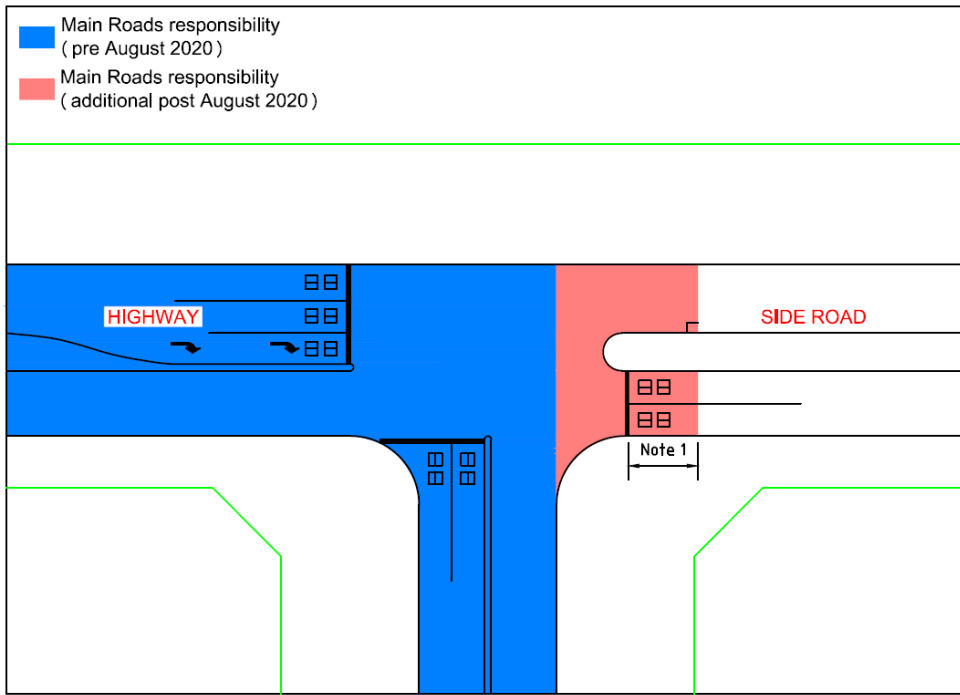 Main Roads responsibility
( pre August 2020 )
Main Roads responsibility
( additional post August 2020 )
HIGHWAY
SIDE ROAD
Note 1